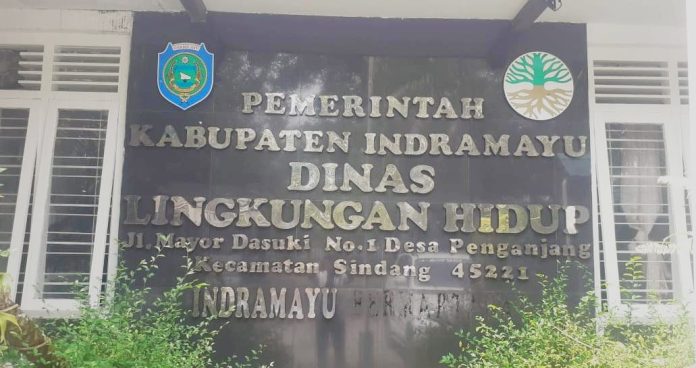 PEMERINTAH
KABUPATEN INDRAMAYU
DINAS
LINGKUNGAN HIDUP
Jl. Mayor Dasuki No.1 Desa Penganjang
Kecamatan Sindang 45221
INDRAMAYU